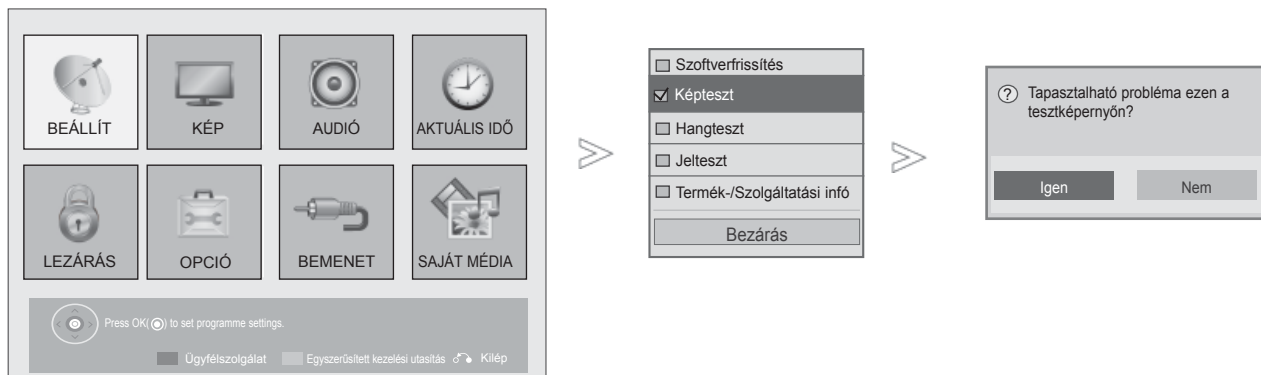 BEÁLLÍT
KÉP
AUDIÓ
AKTUÁLIS IDŐ
LEZÁRÁS
OPCIÓ
BEMENET
SAJÁT MÉDIA
Press OK(◉) to set programme settings.
Ügyfélszolgálat Egyszerűsített kezelési utasítás Kilép
Szoftverfrissítés
Képteszt
Hangteszt
Jelteszt
Termék-/Szolgáltatási infó
Bezárás
? Tapasztalható probléma ezen a
tesztképernyőn?
Igen
Nem